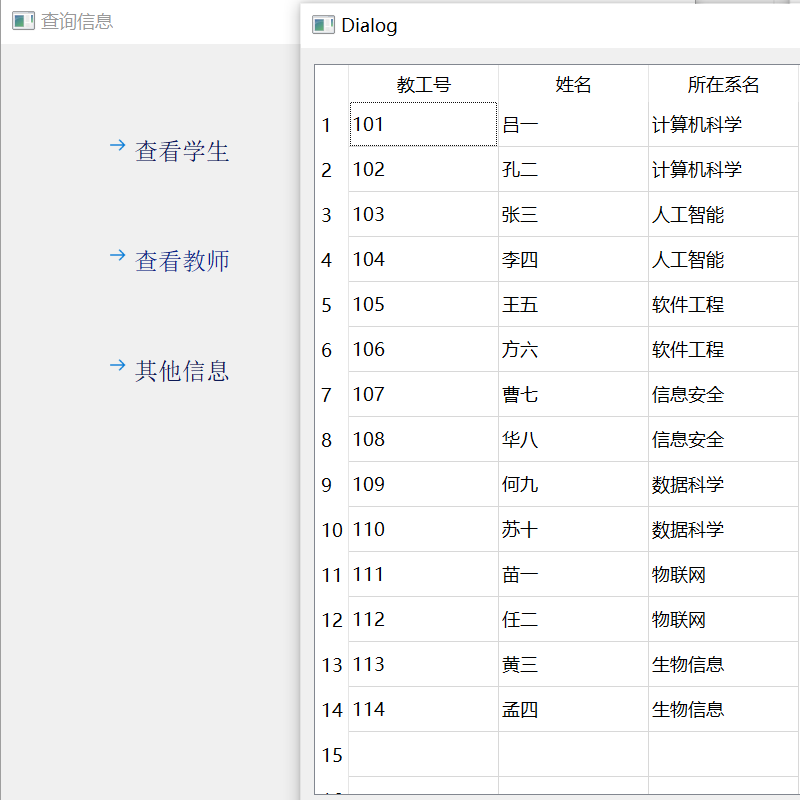 查询信息
查看学生
查看教师
其他信息
Dialog
教工号 姓名 所在系名
1 101 吕一 计算机科学
2 102 孔二 计算机科学
3 103 张三 人工智能
4 104 李四 人工智能
5 105 王五 软件工程
6 106 方六 软件工程
7 107 曹七 信息安全
8 108 华八 信息安全
9 109 何九 数据科学
10 110 苏十 数据科学
11 111 苗一 物联网
12 112 任二 物联网
13 113 黄三 生物信息
14 114 孟四 生物信息
15